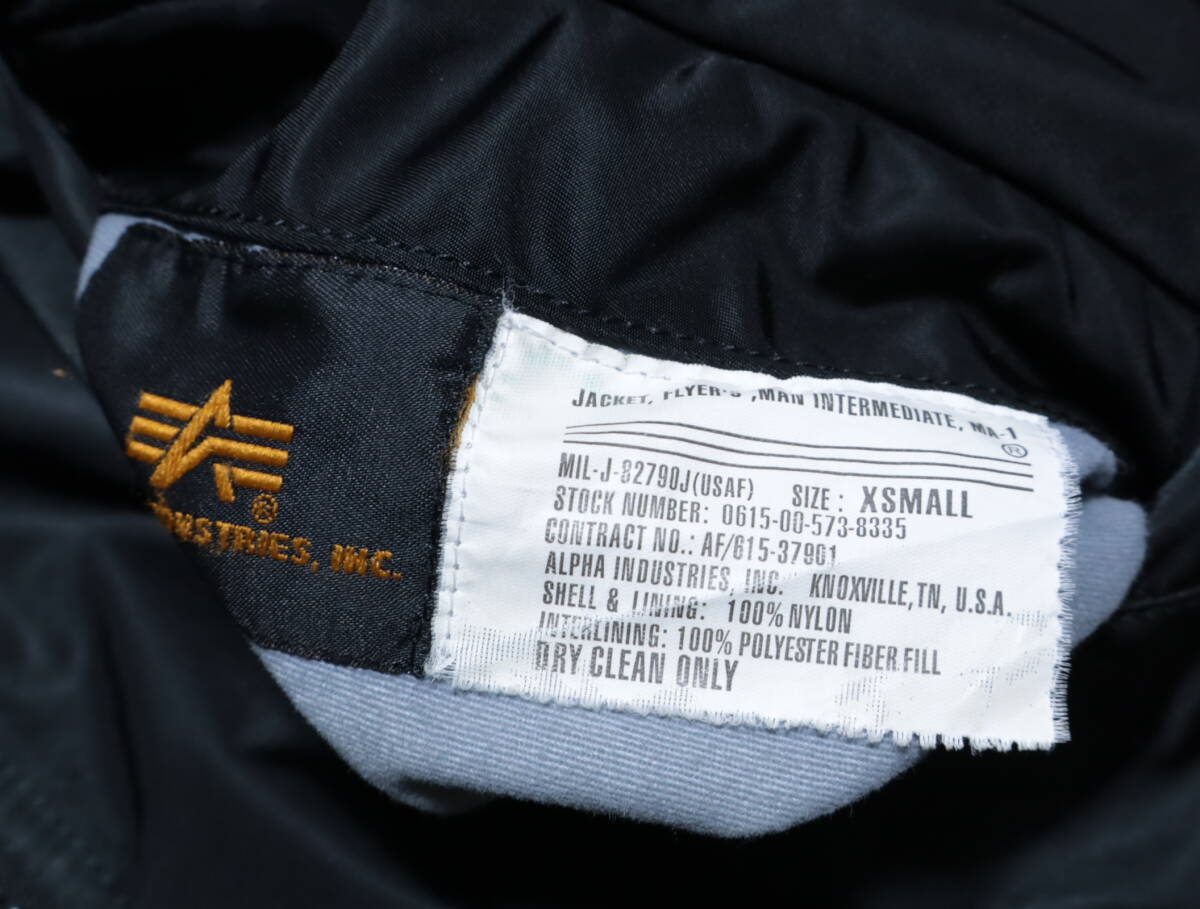 ®
INC.
JACKET, FLYER'S ,MAN INTERMEDIATE, MA-1
®
MIL-J-82790J(USAF) SIZE : XSMALL
STOCK NUMBER: 0615-00-573-8335
CONTRACT NO.: AF/615-37901
ALPHA INDUSTRIES, INC. KNOXVILLE, TN, U.S.A.
SHELL & LINING: 100% NYLON
INTERLINING: 100% POLYESTER FIBER FILL
DRY CLEAN ONLY